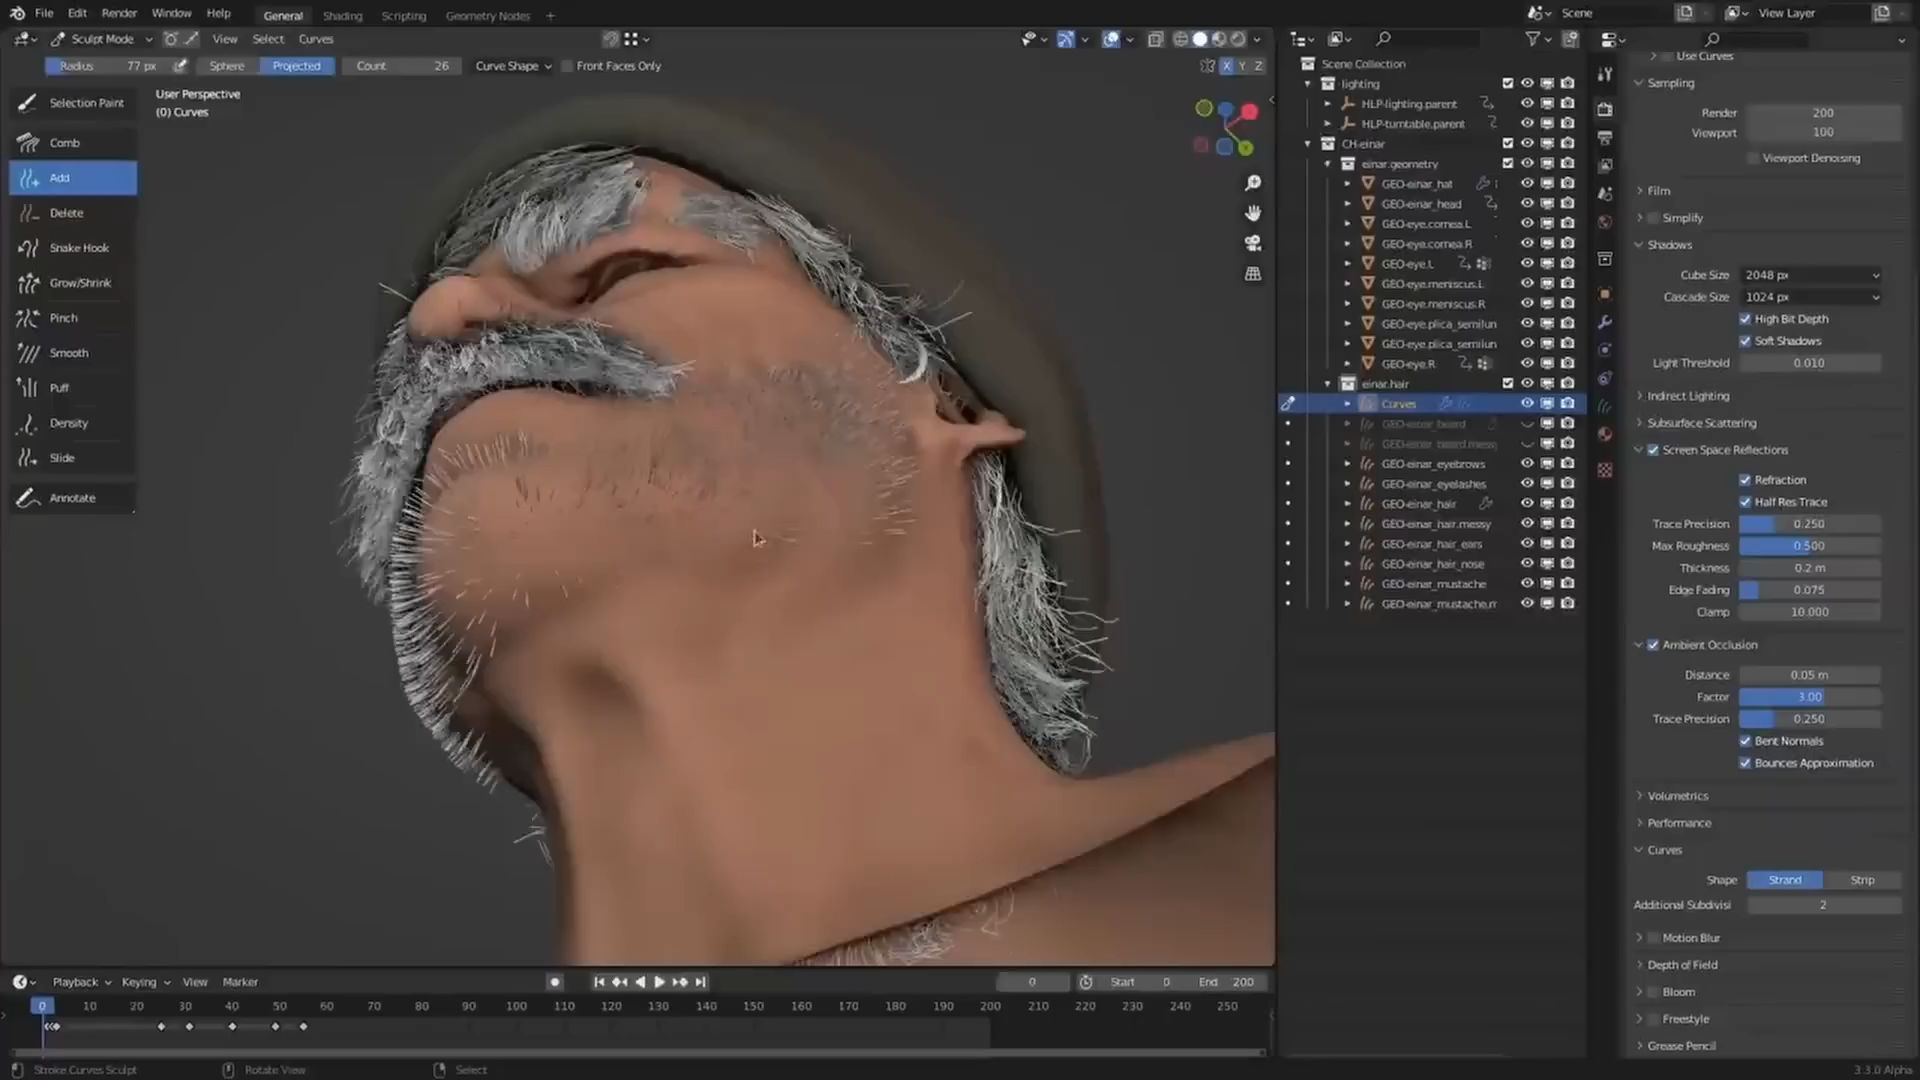 File Edit Render Window Help General Shading Scripting Geometry Nodes + Scene View Layer
Sculpt Mode View Select Curves
Radius 77 px Sphere Projected Count 26 Curve Shape Front Faces Only X Y Z
User Perspective
(0) Curves
Selection Paint
Comb
Add
Delete
Snake Hook
Grow/Shrink
Pinch
Smooth
Puff
Density
Slide
Annotate
Scene Collection
lighting
HLP-lighting.parent
HLP-turntable.parent
CH-einar
einar.geometry
GEO-einar_hat
GEO-einar_head
GEO-eye.cornea.L
GEO-eye.cornea.R
GEO-eye.L
GEO-eye.meniscus.L
GEO-eye.meniscus.R
GEO-eye.plica_semilun
GEO-eye.plica_semilun
GEO-eye.R
einar.hair
Curves
GEO-einar_beard
GEO-einar_beard.messy
GEO-einar_eyebrows
GEO-einar_eyelashes
GEO-einar_hair
GEO-einar_hair.messy
GEO-einar_hair_ears
GEO-einar_hair_nose
GEO-einar_mustache
GEO-einar_mustache.m
Use Curves
Sampling
Render 200
Viewport 100
Viewport Denoising
Film
Simplify
Shadows
Cube Size 2048 px
Cascade Size 1024 px
High Bit Depth
Soft Shadows
Light Threshold 0.010
Indirect Lighting
Subsurface Scattering
Screen Space Reflections
Refraction
Half Res Trace
Trace Precision 0.250
Max Roughness 0.500
Thickness 0.2 m
Edge Fading 0.075
Clamp 10.000
Ambient Occlusion
Distance 0.05 m
Factor 3.00
Trace Precision 0.250
Bent Normals
Bounces Approximation
Volumetrics
Performance
Curves
Shape Strand Strip
Additional Subdivisi 2
Motion Blur
Depth of Field
Bloom
Freestyle
Grease Pencil
Playback Keying View Marker 0 Start 0 End 200
0 10 20 30 40 50 60 70 80 90 100 110 120 130 140 150 160 170 180 190 200 210 220 230 240 250
Stroke Curves Sculpt Rotate View Select 3.3.0 Alpha